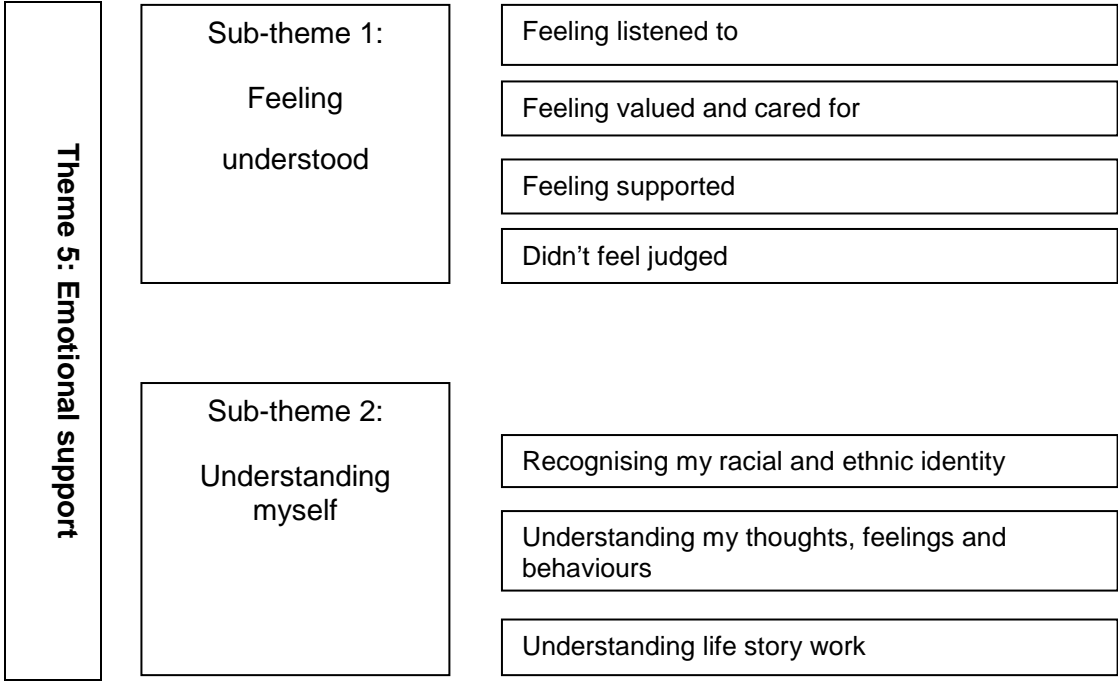 Theme 5: Emotional support
Sub-theme 1:
Feeling
understood
Feeling listened to
Feeling valued and cared for
Feeling supported
Didn’t feel judged
Sub-theme 2:
Understanding
myself
Recognising my racial and ethnic identity
Understanding my thoughts, feelings and
behaviours
Understanding life story work